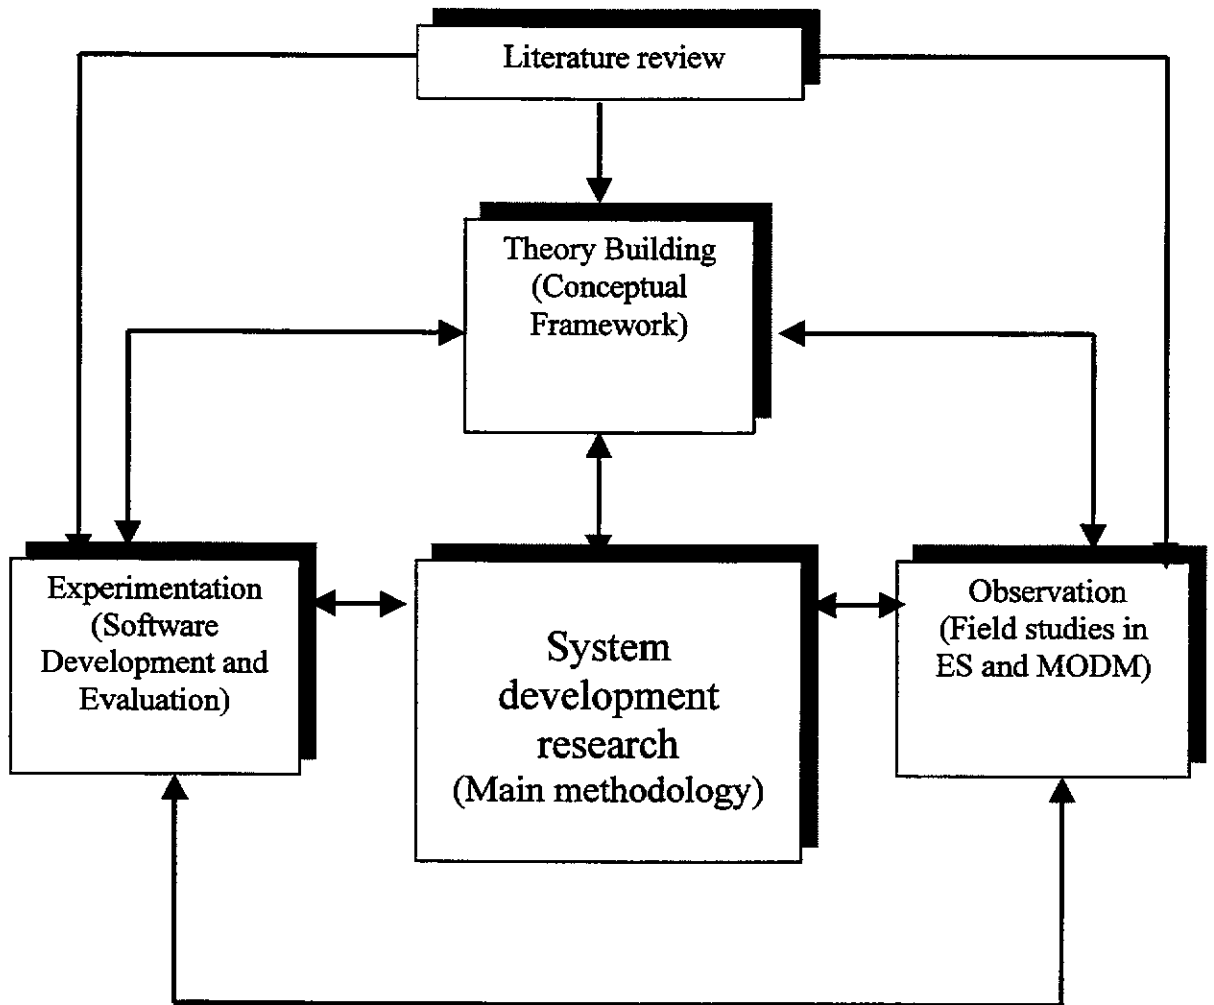 Literature review
Theory Building
(Conceptual
Framework)
Experimentation
(Software
Development and
Evaluation)
System
development
research
(Main methodology)
Observation
(Field studies in
ES and MODM)